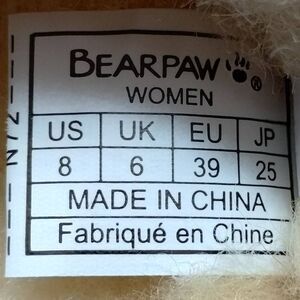 BEARPAW ®
WOMEN
US UK EU JP
8 6 39 25
MADE IN CHINA
Fabriqué en Chine